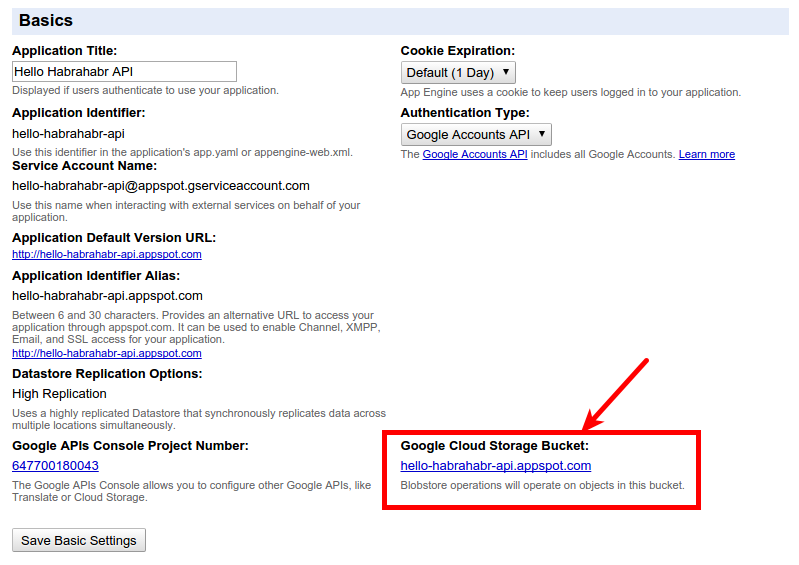 Basics
Application Title:
Hello Habrahabr API
Displayed if users authenticate to use your application.
Application Identifier:
hello-habrahabr-api
Use this identifier in the application's app.yaml or appengine-web.xml.
Service Account Name:
hello-habrahabr-api@appspot.gserviceaccount.com
Use this name when interacting with external services on behalf of your
application.
Application Default Version URL:
http://hello-habrahabr-api.appspot.com
Application Identifier Alias:
hello-habrahabr-api.appspot.com
Between 6 and 30 characters. Provides an alternative URL to access your
application through appspot.com. It can be used to enable Channel, XMPP,
Email, and SSL access for your application.
http://hello-habrahabr-api.appspot.com
Datastore Replication Options:
High Replication
Uses a highly replicated Datastore that synchronously replicates data across
multiple locations simultaneously.
Google APIs Console Project Number:
647700180043
The Google APIs Console allows you to configure other Google APIs, like
Translate or Cloud Storage.
Save Basic Settings
Cookie Expiration:
Default (1 Day)
App Engine uses a cookie to keep users logged in to your application.
Authentication Type:
Google Accounts API
The Google Accounts API includes all Google Accounts. Learn more
Google Cloud Storage Bucket:
hello-habrahabr-api.appspot.com
Blobstore operations will operate on objects in this bucket.